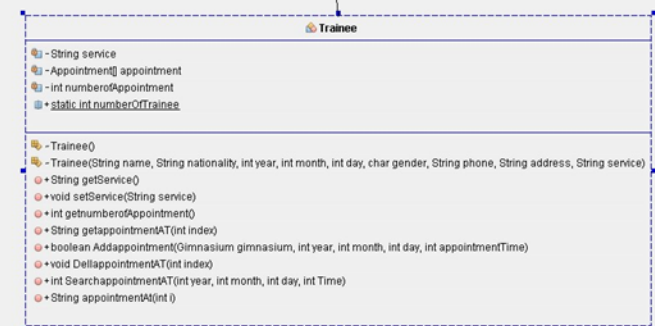 Trainee
- String service
- Appointment[] appointment
- int numberofAppointment
+ static int numberOfTrainee
- Trainee()
- Trainee(String name, String nationality, int year, int month, int day, char gender, String phone, String address, String service)
+ String getService()
+ void setService(String service)
+ int getnumberofAppointment()
+ String getappointmentAT(int index)
+ boolean Addappointment(Gimnasium gimnasium, int year, int month, int day, int appointmentTime)
+ void DellappointmentAT(int index)
+ int SearchappointmentAT(int year, int month, int day, int Time)
+ String appointmentAt(int i)